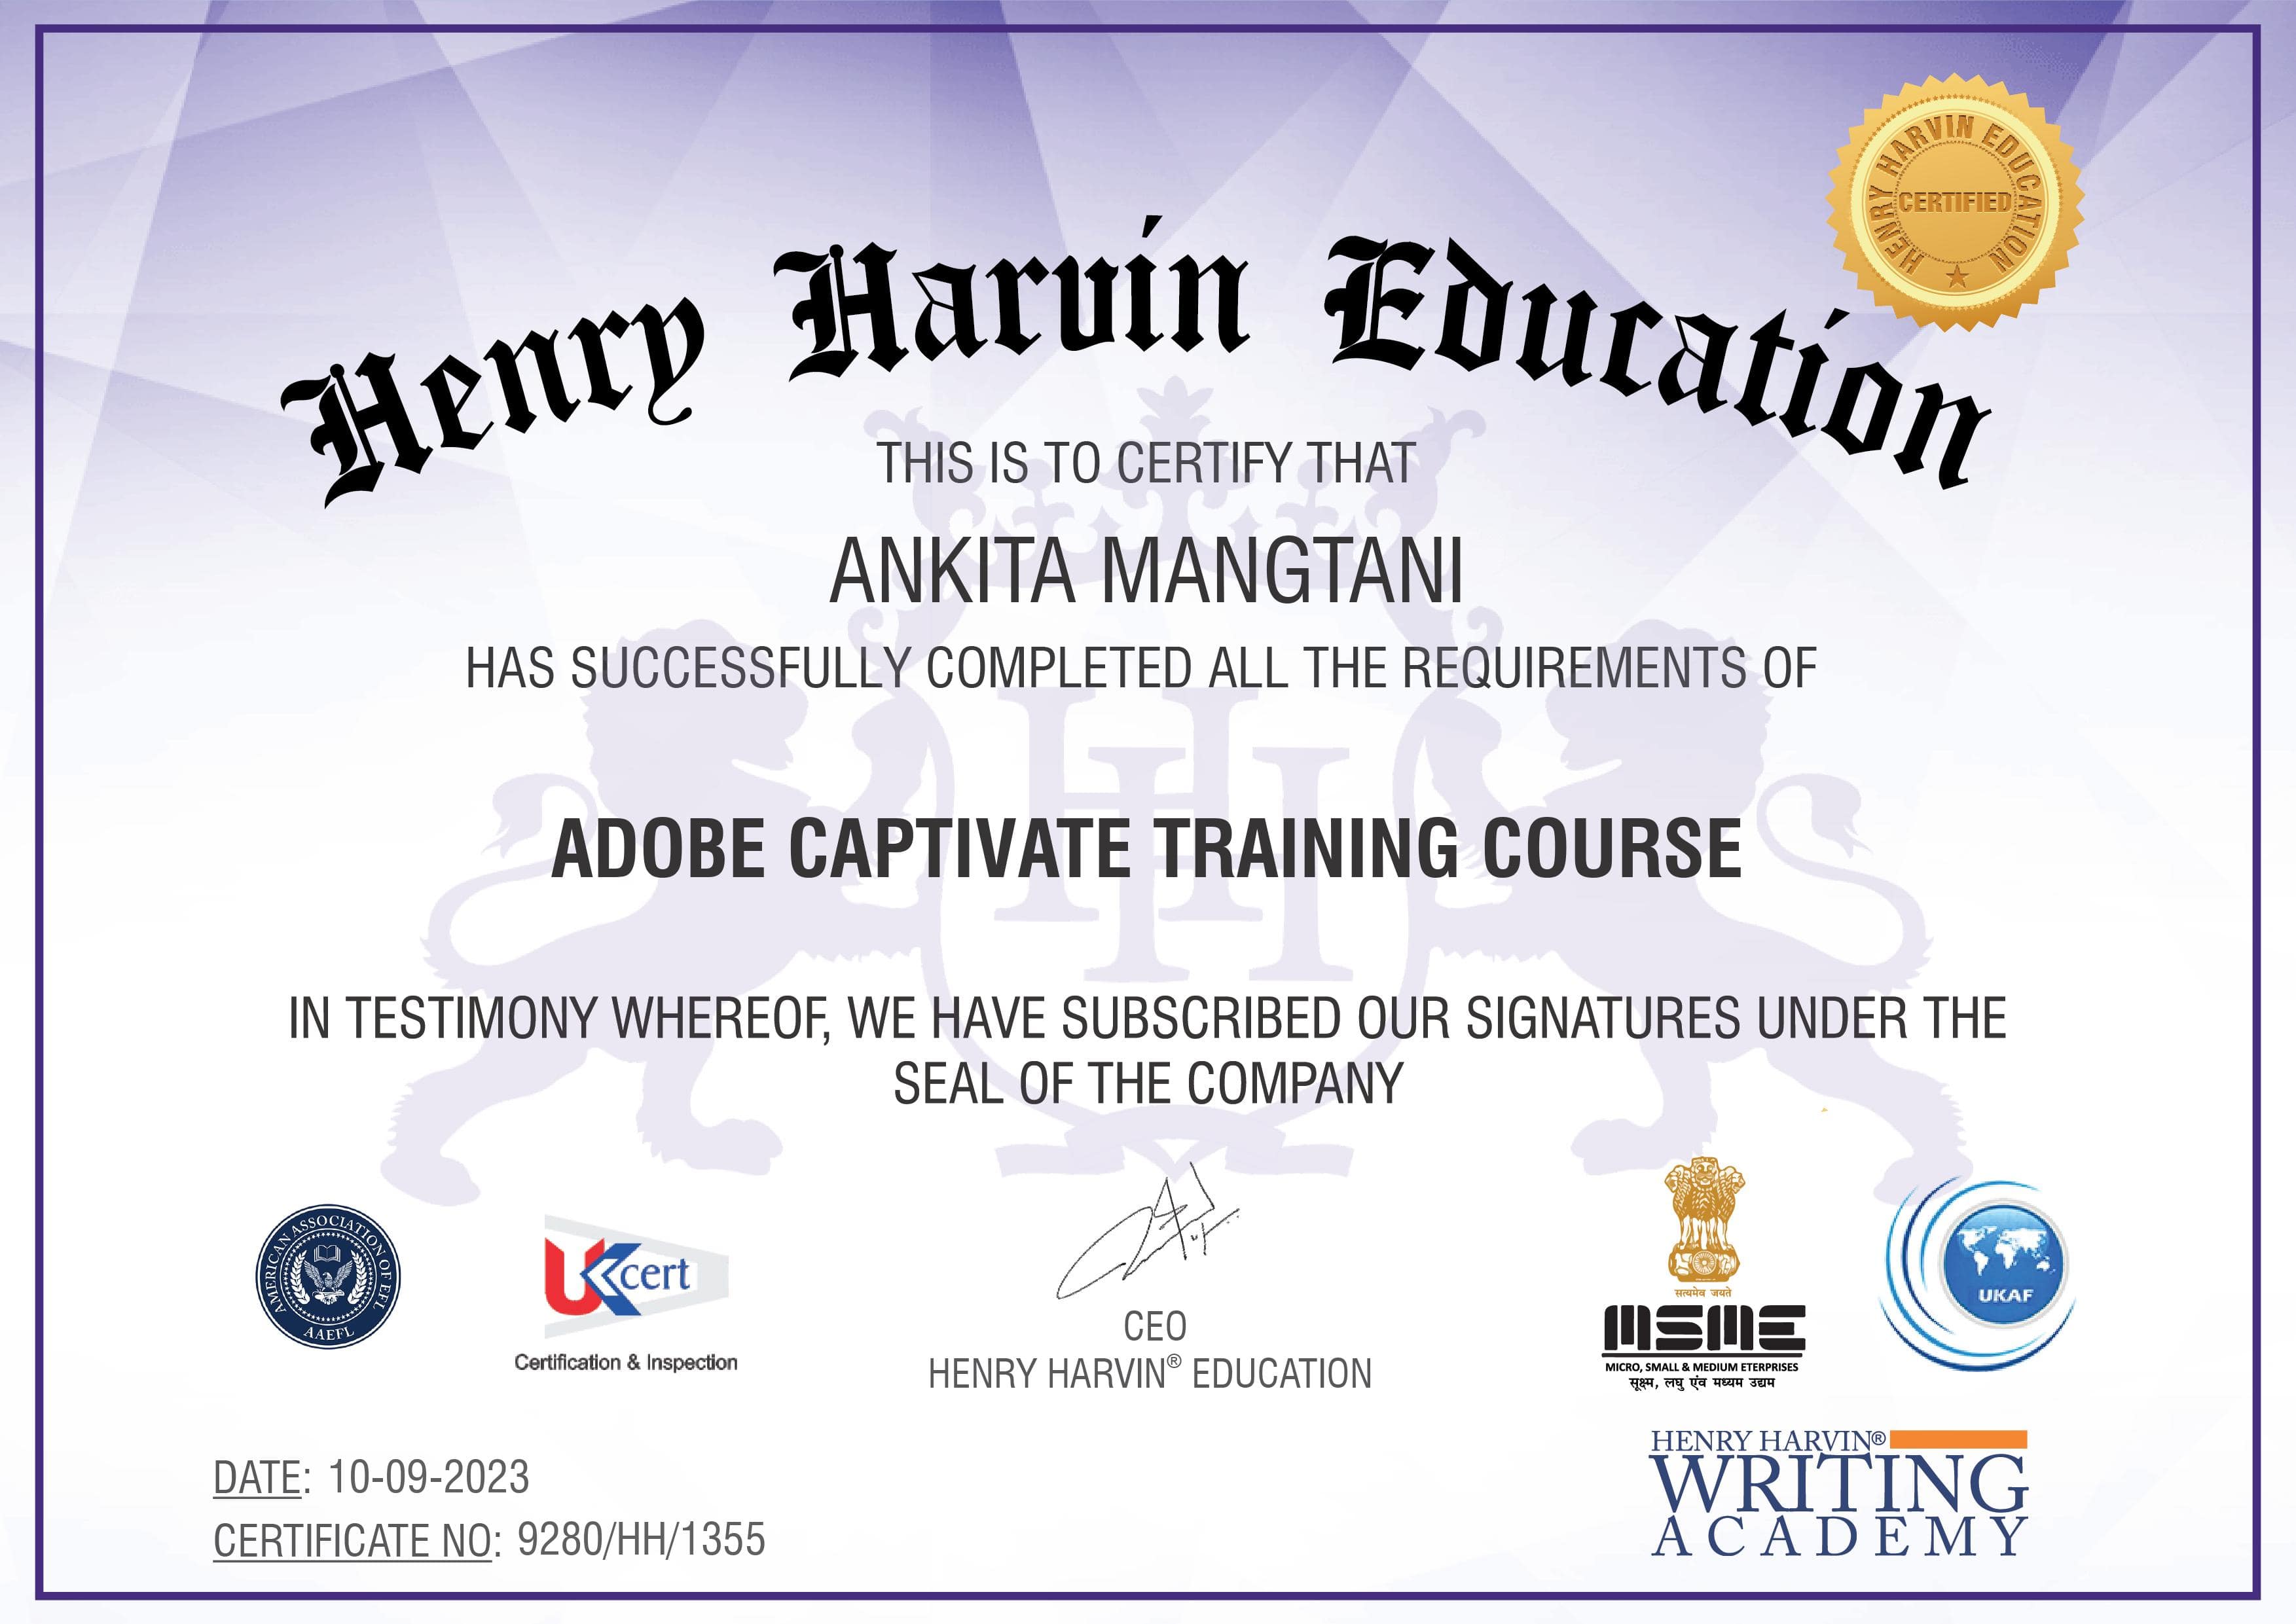 HENRY HARVIN EDUCATION
CERTIFIED
Henry Harvin Education
THIS IS TO CERTIFY THAT
ANKITA MANGTANI
HAS SUCCESSFULLY COMPLETED ALL THE REQUIREMENTS OF
HH
ADOBE CAPTIVATE TRAINING COURSE
IN TESTIMONY WHEREOF, WE HAVE SUBSCRIBED OUR SIGNATURES UNDER THE
SEAL OF THE COMPANY
AMERICAN ASSOCIATION OF EFL
AAEFL
UK cert
Certification & Inspection
CEO
HENRY HARVIN® EDUCATION
सत्यमेव जयते
MSME
MICRO, SMALL & MEDIUM ETERPRISES
सूक्ष्म, लघु एंव मध्यम उद्यम
UKAF
DATE: 10-09-2023
CERTIFICATE NO: 9280/HH/1355
HENRY HARVIN®
WRITING
ACADEMY